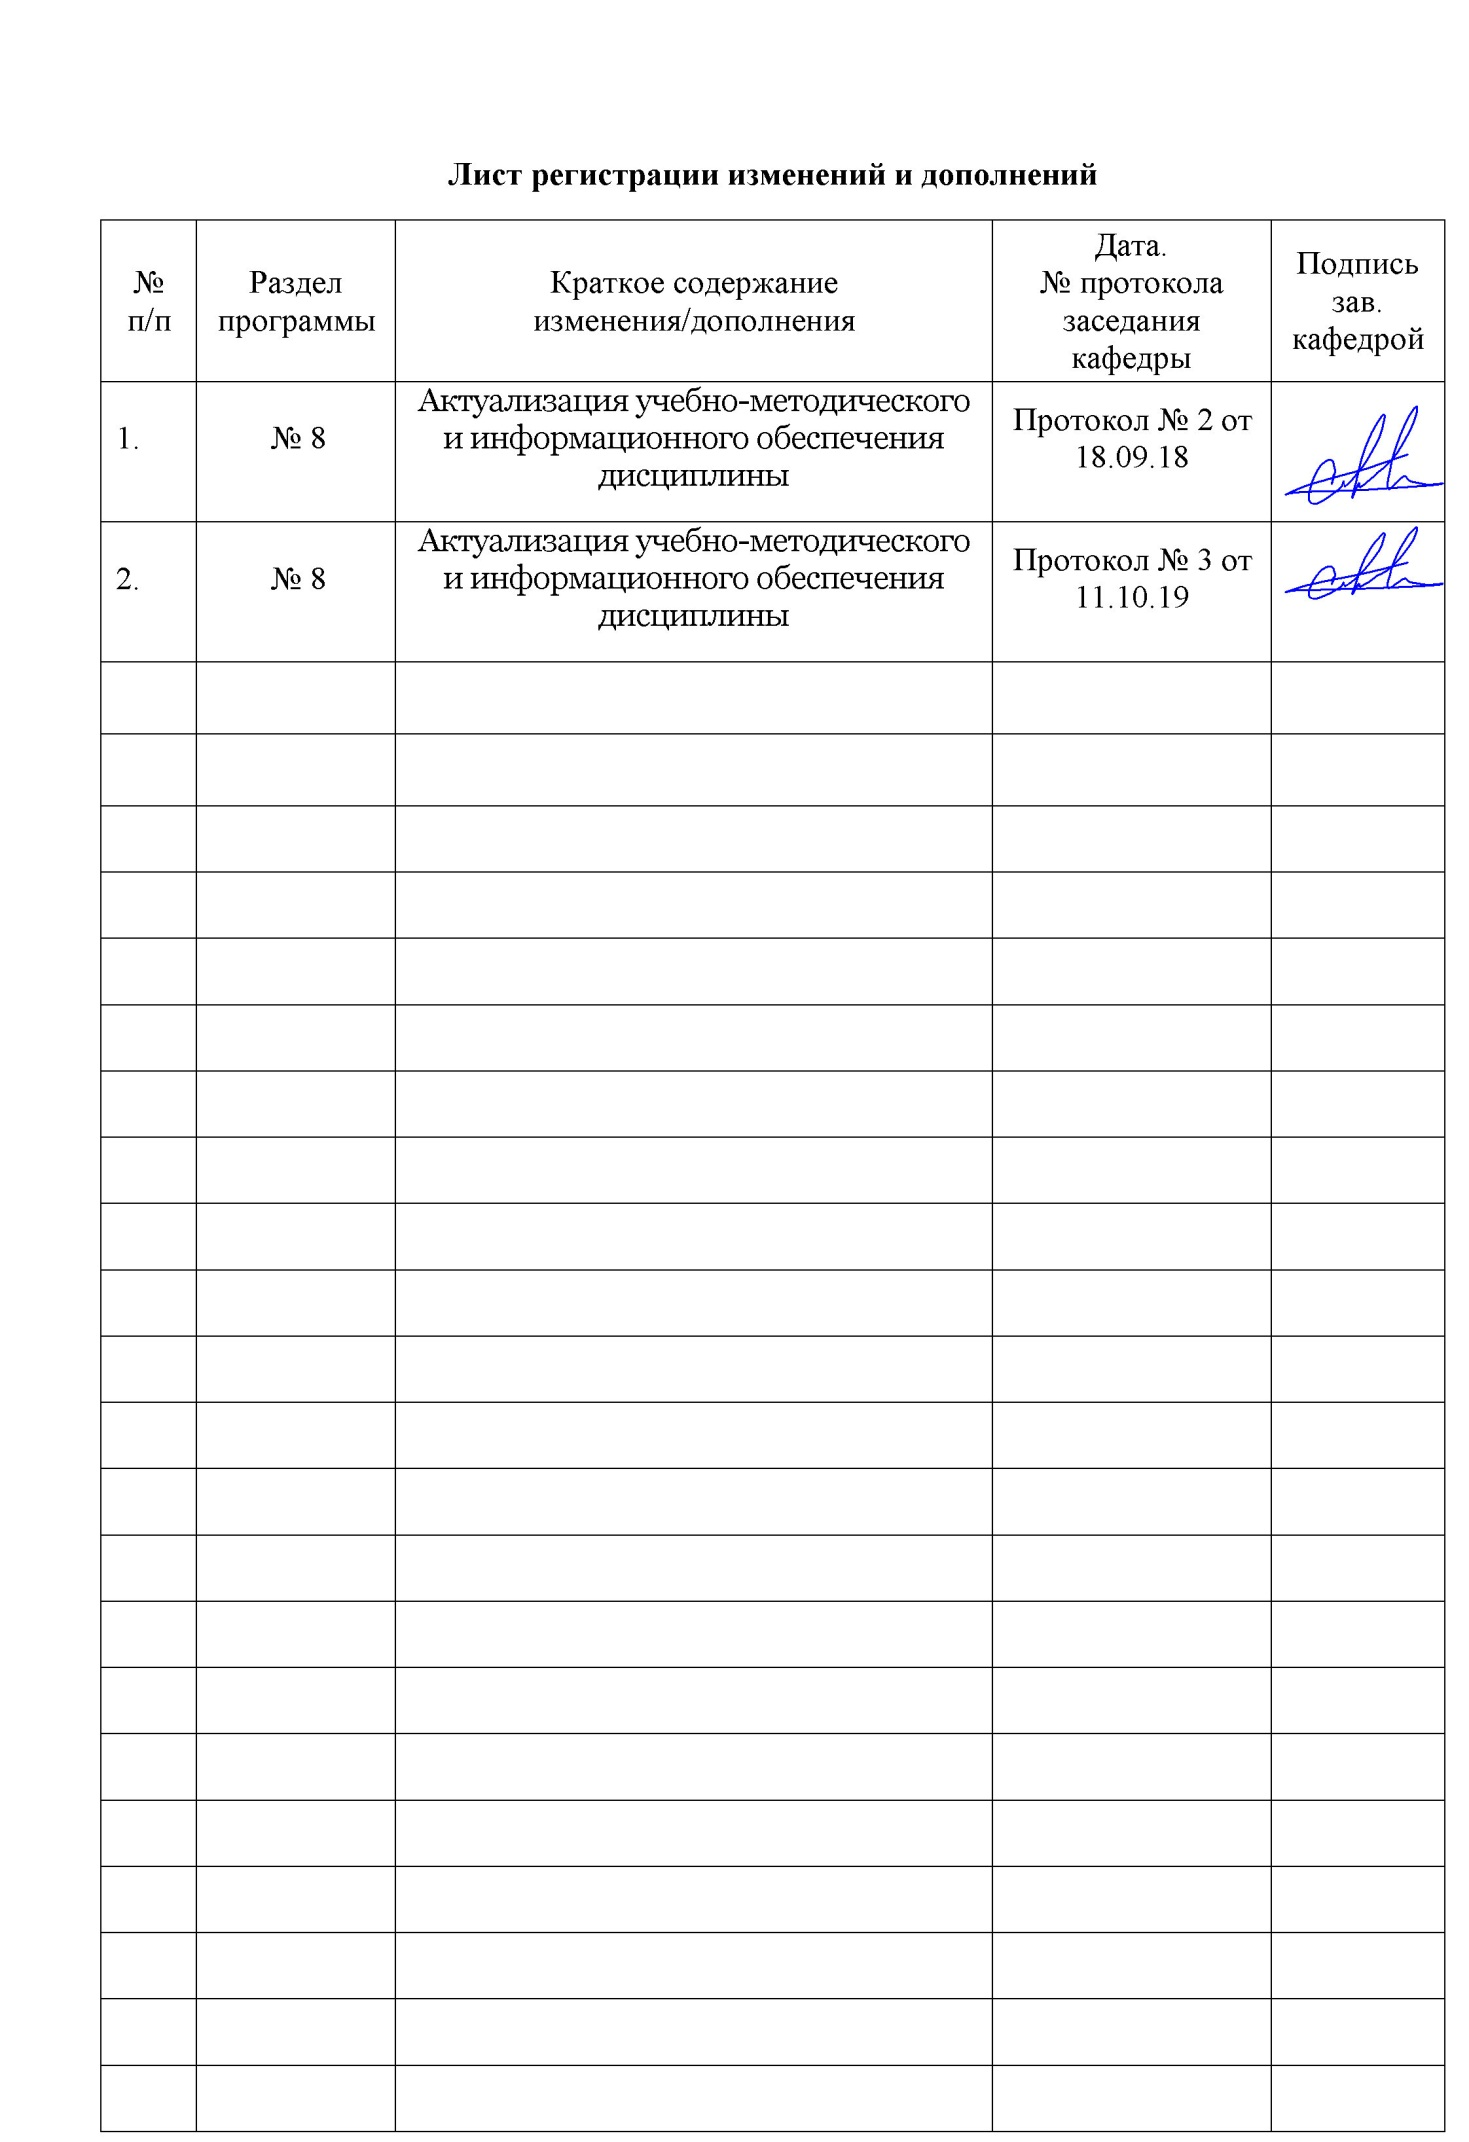 Лист регистрации изменений и дополнений
№
п/п
Раздел
программы
Краткое содержание
изменения/дополнения
Дата.
№ протокола
заседания
кафедры
Подпись
зав.
кафедрой
1.
№ 8
Актуализация учебно-методического
и информационного обеспечения
дисциплины
Протокол № 2 от
18.09.18
2.
№ 8
Актуализация учебно-методического
и информационного обеспечения
дисциплины
Протокол № 3 от
11.10.19